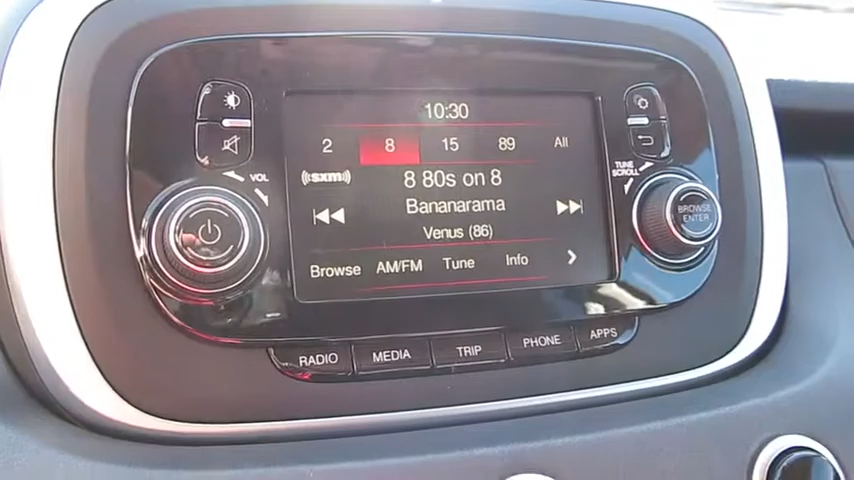 10:30
2 8 15 89 All
sxm 8 80s on 8
Bananarama
Venus (86)
Browse AM/FM Tune Info
VOL
TUNE
SCROLL
BROWSE
ENTER
RADIO MEDIA TRIP PHONE APPS